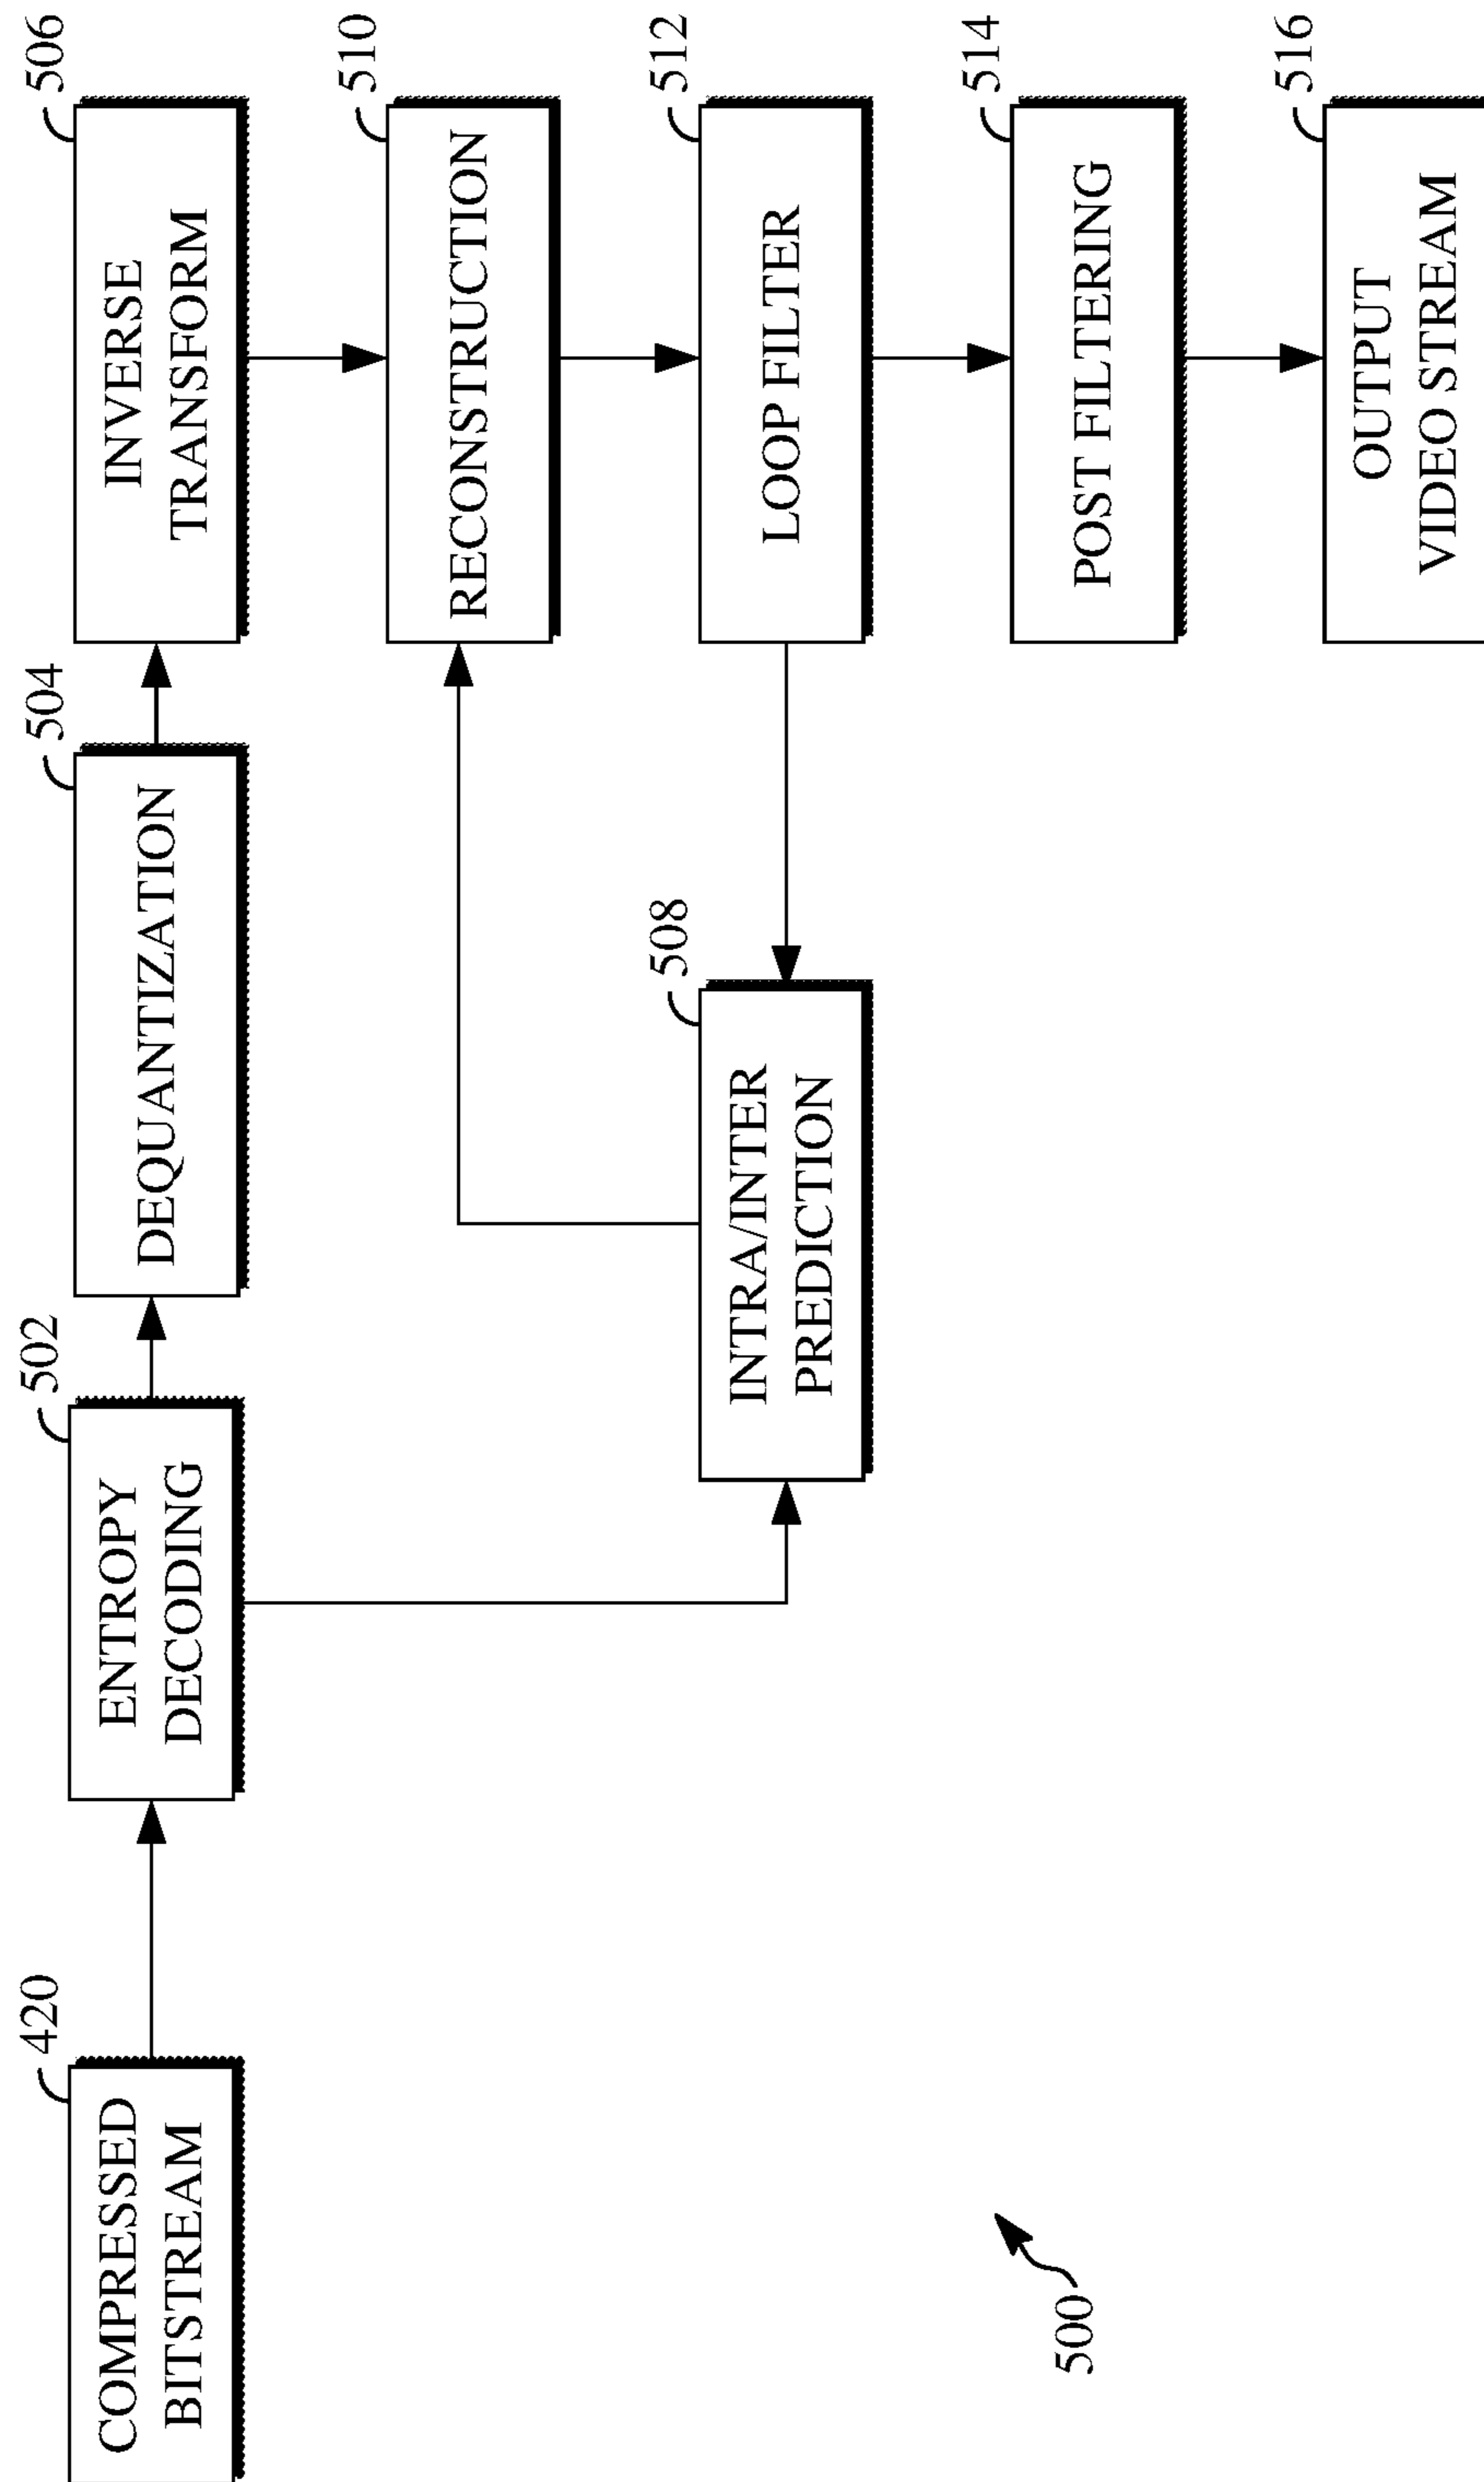 420
COMPRESSED
BITSTREAM
502
ENTROPY
DECODING
504
DEQUANTIZATION
506
INVERSE
TRANSFORM
508
INTRA/INTER
PREDICTION
510
RECONSTRUCTION
512
LOOP FILTER
514
POST FILTERING
516
OUTPUT
VIDEO STREAM
500